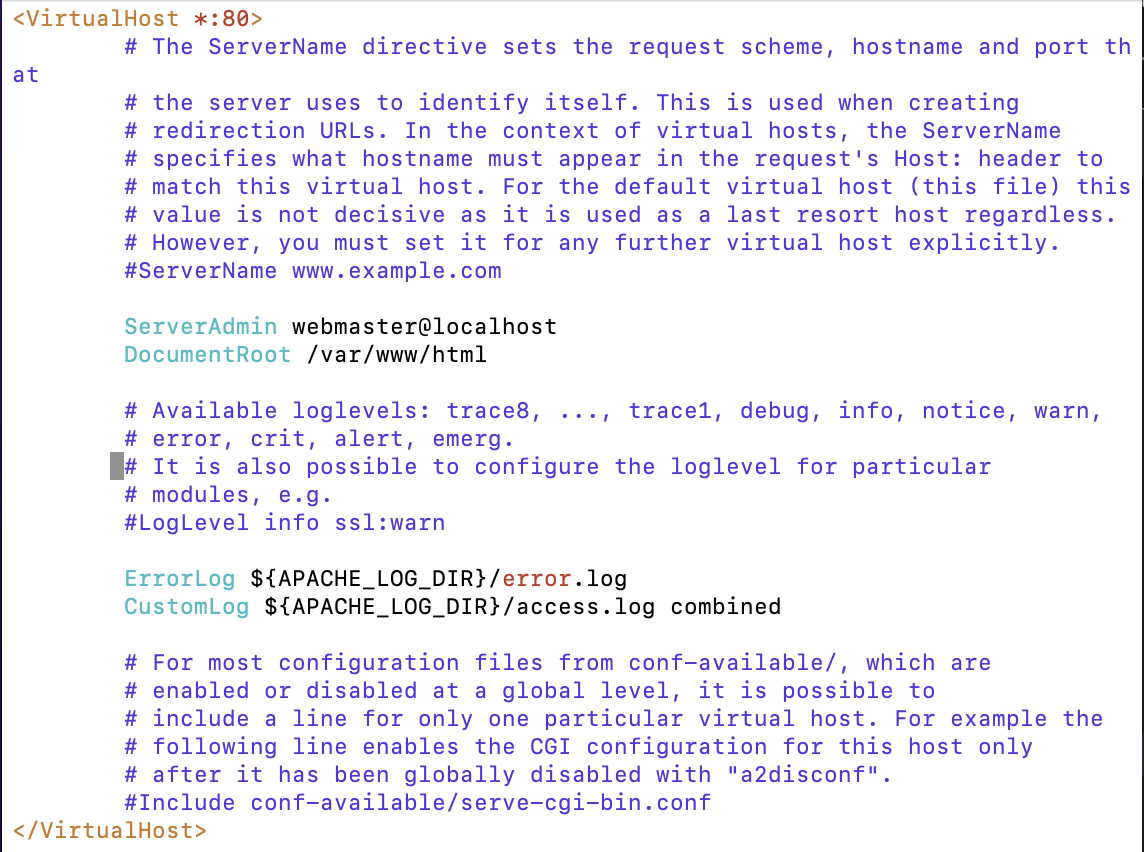 <VirtualHost *:80>
# The ServerName directive sets the request scheme, hostname and port th
at
# the server uses to identify itself. This is used when creating
# redirection URLs. In the context of virtual hosts, the ServerName
# specifies what hostname must appear in the request's Host: header to
# match this virtual host. For the default virtual host (this file) this
# value is not decisive as it is used as a last resort host regardless.
# However, you must set it for any further virtual host explicitly.
#ServerName www.example.com
ServerAdmin webmaster@localhost
DocumentRoot /var/www/html
# Available loglevels: trace8, ..., trace1, debug, info, notice, warn,
# error, crit, alert, emerg.
# It is also possible to configure the loglevel for particular
# modules, e.g.
#LogLevel info ssl:warn
ErrorLog ${APACHE_LOG_DIR}/error.log
CustomLog ${APACHE_LOG_DIR}/access.log combined
# For most configuration files from conf-available/, which are
# enabled or disabled at a global level, it is possible to
# include a line for only one particular virtual host. For example the
# following line enables the CGI configuration for this host only
# after it has been globally disabled with "a2disconf".
#Include conf-available/serve-cgi-bin.conf
</VirtualHost>